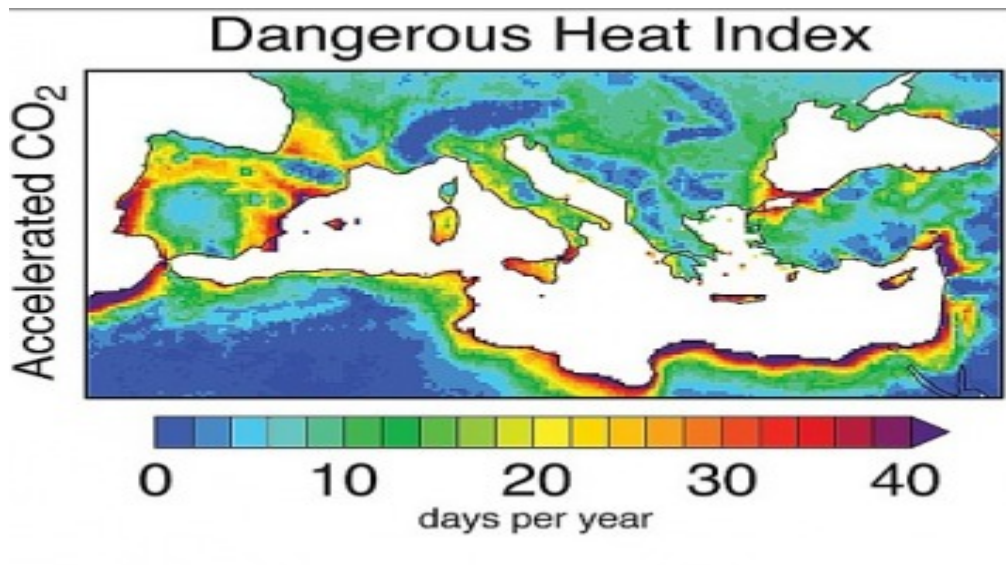 Dangerous Heat Index
Accelerated CO₂
0 10 20 30 40
days per year